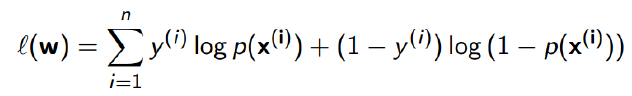 ℓ(w) = ∑_{i=1}^{n} y^{(i)} log p(x^{(i)}) + (1 − y^{(i)}) log (1 − p(x^{(i)}))